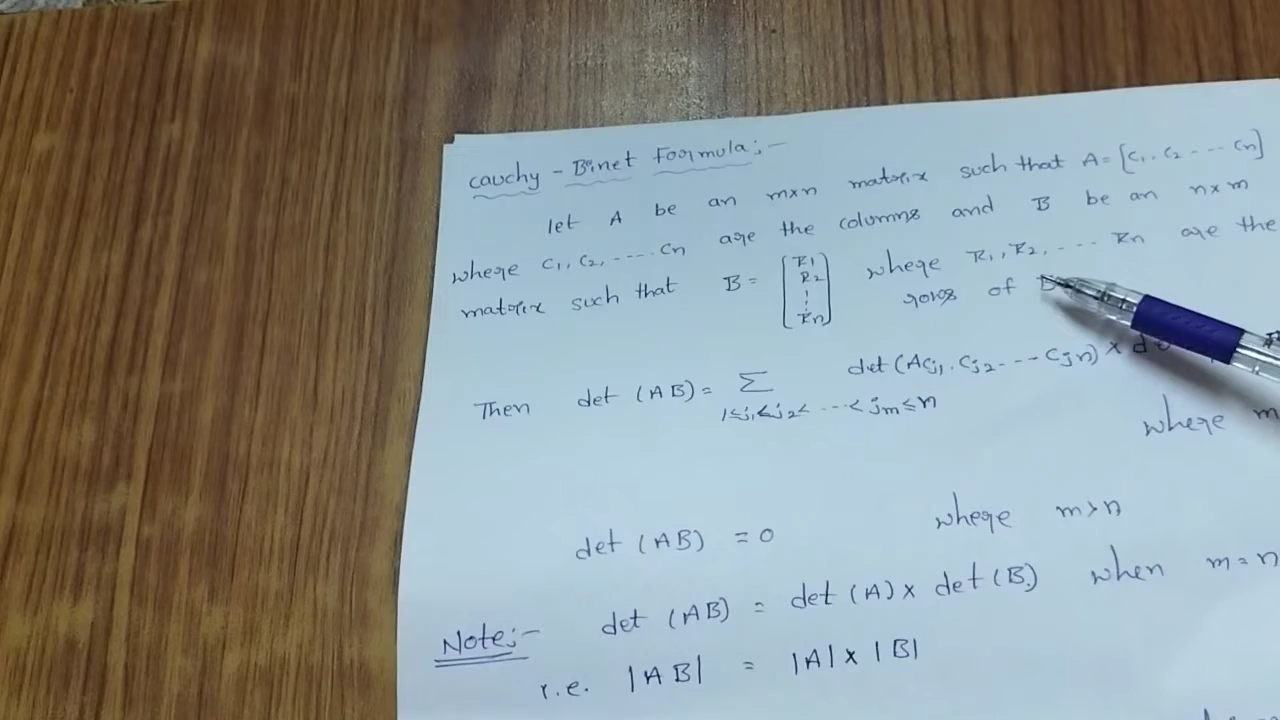 Cauchy - Binet Formula:-
let A be an m×n matrix such that A = [C1, C2 --- Cn]
where C1, C2, ---- Cn are the columns and B be an n×m
matrix such that B = [R1 R2 ⋮ Rn] where R1, R2, --- Rn are the
rows of B
Then det (AB) = Σ det (ACj1, Cj2 --- Cjn) × de
1≤j1<j2< --- < jm ≤ n
where m
det (AB) = 0 where m>n
Note:- det (AB) = det (A) × det (B) when m = n
i.e. |AB| = |A| × |B|